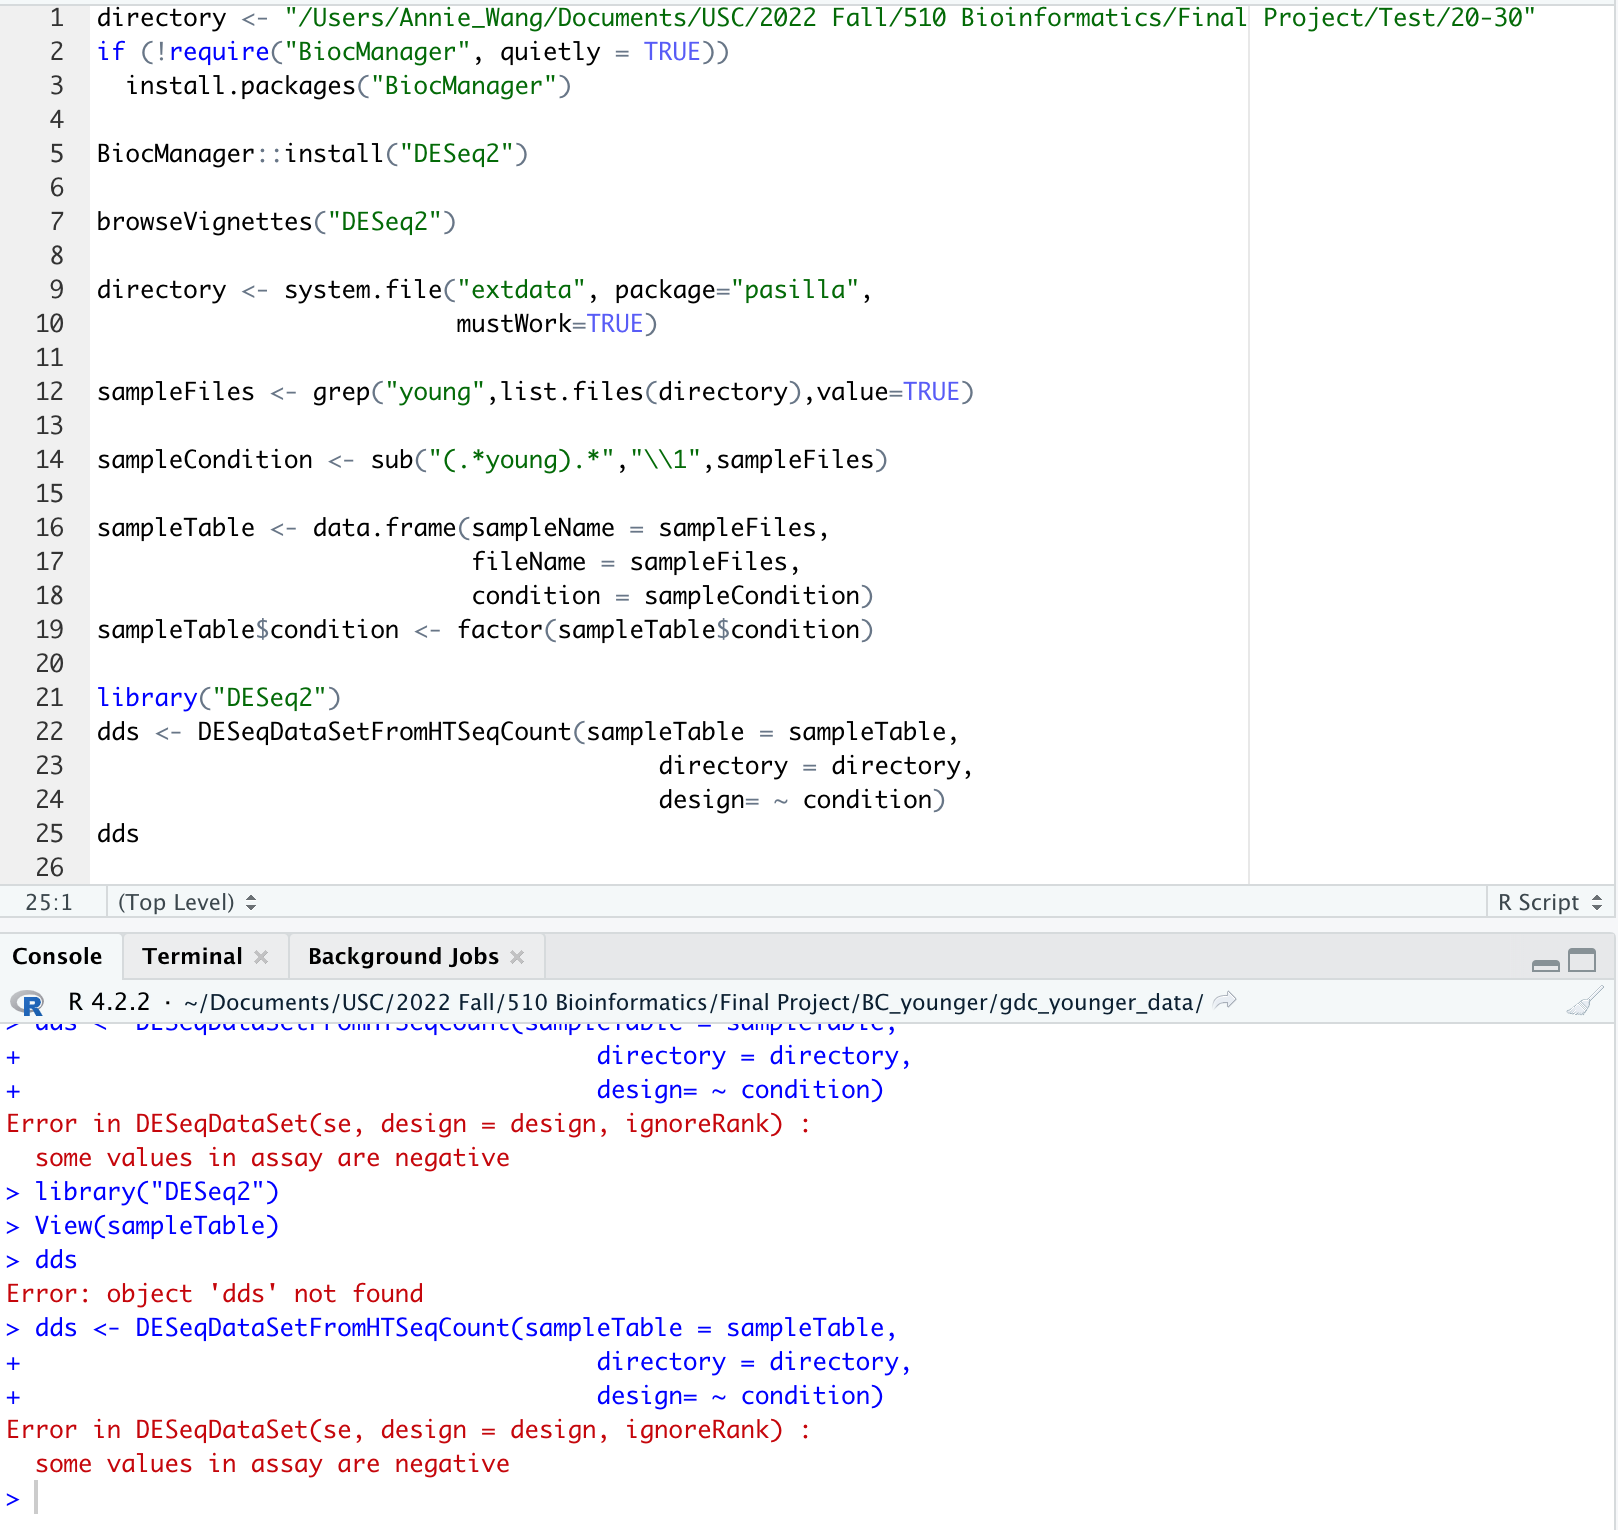 1 directory <- "/Users/Annie_Wang/Documents/USC/2022 Fall/510 Bioinformatics/Final Project/Test/20-30"
2 if (!require("BiocManager", quietly = TRUE))
3   install.packages("BiocManager")
4
5 BiocManager::install("DESeq2")
6
7 browseVignettes("DESeq2")
8
9 directory <- system.file("extdata", package="pasilla",
10                          mustWork=TRUE)
11
12 sampleFiles <- grep("young",list.files(directory),value=TRUE)
13
14 sampleCondition <- sub("(.*young).*","\\1",sampleFiles)
15
16 sampleTable <- data.frame(sampleName = sampleFiles,
17                           fileName = sampleFiles,
18                           condition = sampleCondition)
19 sampleTable$condition <- factor(sampleTable$condition)
20
21 library("DESeq2")
22 dds <- DESeqDataSetFromHTSeqCount(sampleTable = sampleTable,
23                                        directory = directory,
24                                        design= ~ condition)
25 dds
26
25:1 (Top Level) R Script
Console Terminal Background Jobs
R 4.2.2 · ~/Documents/USC/2022 Fall/510 Bioinformatics/Final Project/BC_younger/gdc_younger_data/
> dds <- DESeqDataSetFromHTSeqCount(sampleTable = sampleTable,
+                                        directory = directory,
+                                        design= ~ condition)
Error in DESeqDataSet(se, design = design, ignoreRank) :
  some values in assay are negative
> library("DESeq2")
> View(sampleTable)
> dds
Error: object 'dds' not found
> dds <- DESeqDataSetFromHTSeqCount(sampleTable = sampleTable,
+                                        directory = directory,
+                                        design= ~ condition)
Error in DESeqDataSet(se, design = design, ignoreRank) :
  some values in assay are negative
>